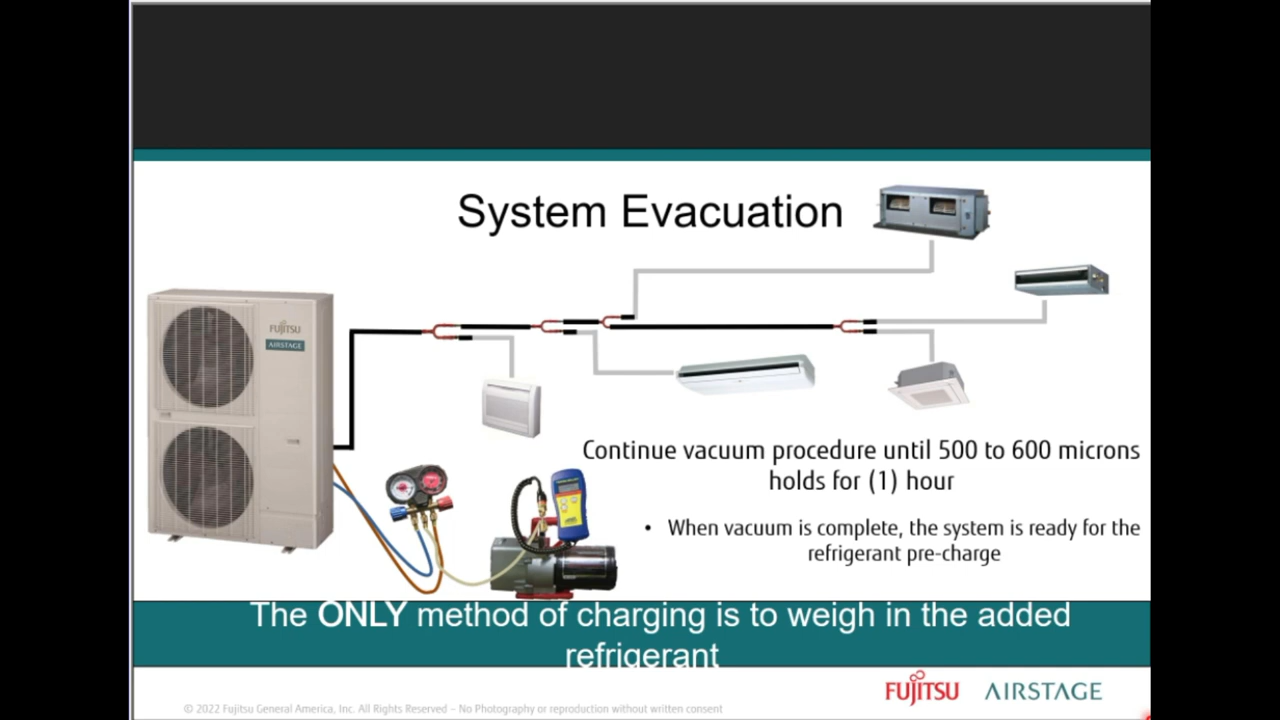 System Evacuation
FUJITSU
AIRSTAGE
Continue vacuum procedure until 500 to 600 microns
holds for (1) hour
• When vacuum is complete, the system is ready for the
refrigerant pre-charge
The ONLY method of charging is to weigh in the added
refrigerant
FUJITSU AIRSTAGE
© 2022 Fujitsu General America, Inc. All Rights Reserved – No Photography or reproduction without written consent